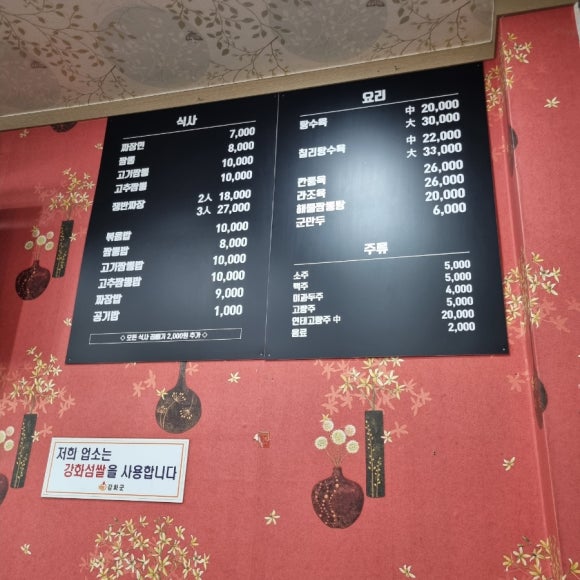 식사
짜장면 7,000
짬뽕 8,000
고기짬뽕 10,000
고추짬뽕 10,000
쟁반짜장 2人 18,000
3人 27,000
볶음밥 10,000
짬뽕밥 8,000
고기짬뽕밥 10,000
고추짬뽕밥 10,000
짜장밥 9,000
공기밥 1,000
◇ 모든 식사 곱빼기 2,000원 추가 ◇
요리
탕수육 中 20,000
大 30,000
칠리탕수육 中 22,000
大 33,000
깐풍육 26,000
라조육 26,000
해물짬뽕탕 20,000
군만두 6,000
주류
소주 5,000
맥주 5,000
이과두주 4,000
고량주 5,000
연태고량주 中 20,000
음료 2,000
저희 업소는
강화섬쌀을 사용합니다
강화군